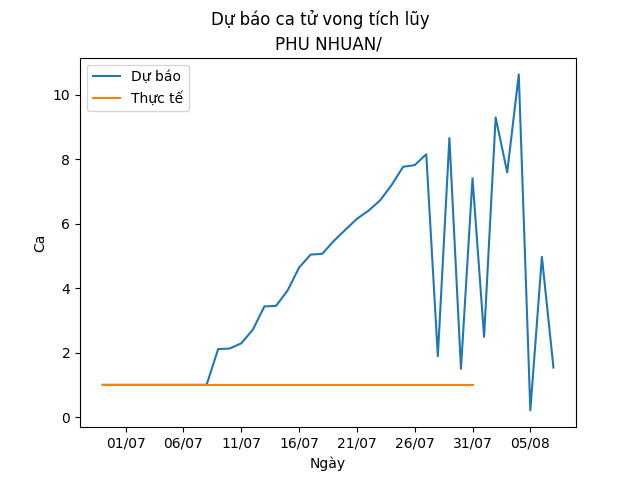 Dự báo ca tử vong tích lũy
PHU NHUAN/
Dự báo
Thực tế
Ca
10
8
6
4
2
0
01/07 06/07 11/07 16/07 21/07 26/07 31/07 05/08
Ngày